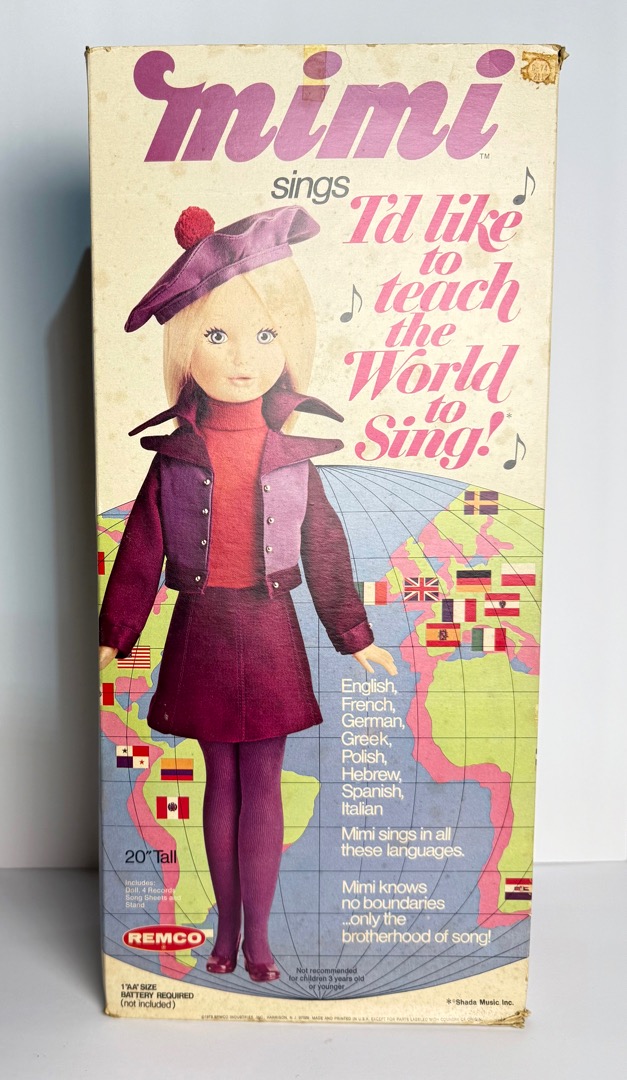 mimi
TM
sings
I'd like
to
teach
the
World
to
Sing!*
English,
French,
German,
Greek,
Polish,
Hebrew,
Spanish,
Italian
Mimi sings in all
these languages.
Mimi knows
no boundaries
...only the
brotherhood of song!
20" Tall
Includes:
Doll, 4 Records
Song Sheets and
Stand
REMCO
Not recommended
for children 3 years old
or younger
1 "AA" SIZE
BATTERY REQUIRED
(not included)
*©Shada Music Inc.